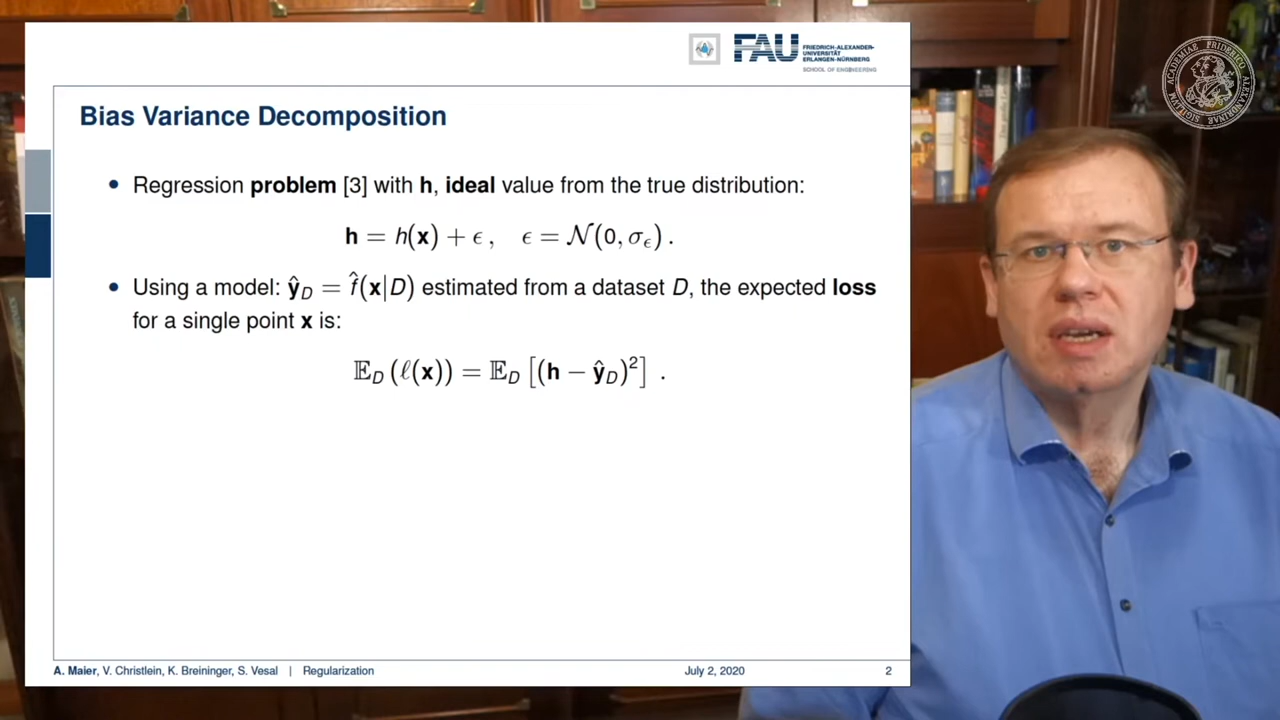 FAU FRIEDRICH-ALEXANDER-
UNIVERSITÄT
ERLANGEN-NÜRNBERG
SCHOOL OF ENGINEERING
Bias Variance Decomposition
• Regression problem [3] with h, ideal value from the true distribution:
h = h(x) + ϵ , ϵ = 𝒩(0, σ_ϵ) .
• Using a model: ŷ_D = f̂(x|D) estimated from a dataset D, the expected loss
for a single point x is:
𝔼_D (ℓ(x)) = 𝔼_D [(h − ŷ_D)²] .
A. Maier, V. Christlein, K. Breininger, S. Vesal | Regularization July 2, 2020 2